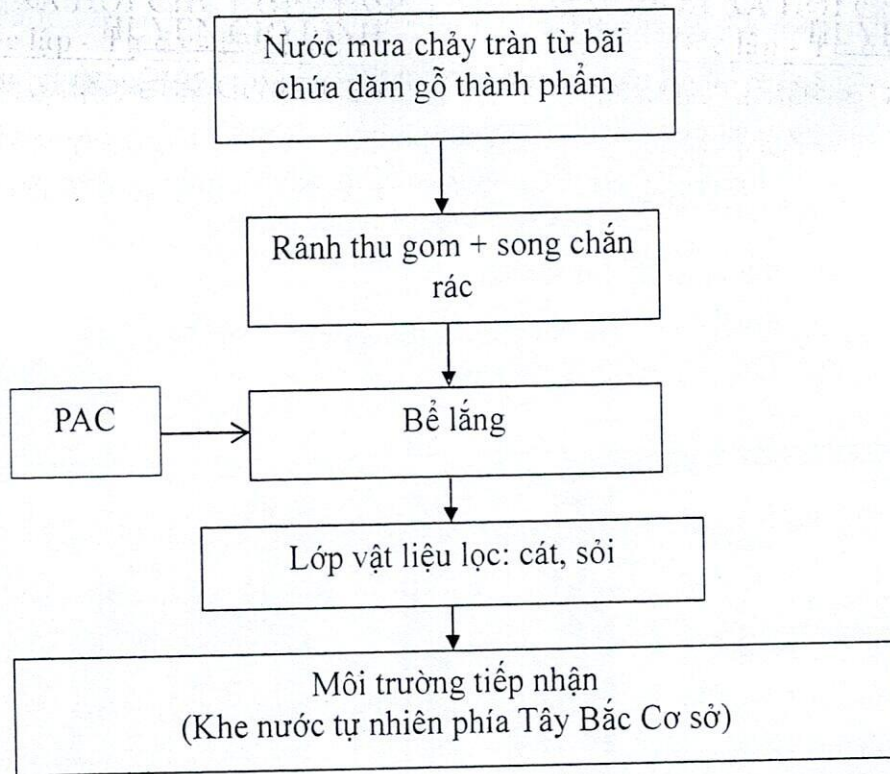 Nước mưa chảy tràn từ bãi
chứa dăm gỗ thành phẩm
Rảnh thu gom + song chắn
rác
PAC
Bể lắng
Lớp vật liệu lọc: cát, sỏi
Môi trường tiếp nhận
(Khe nước tự nhiên phía Tây Bắc Cơ sở)